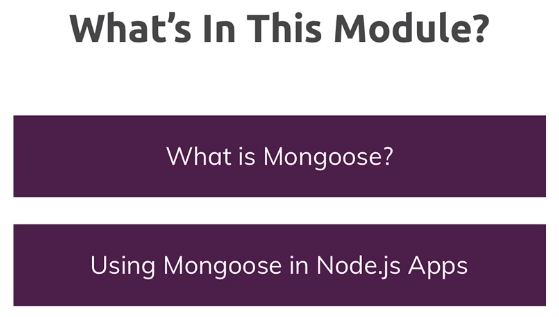 What’s In This Module?
What is Mongoose?
Using Mongoose in Node.js Apps